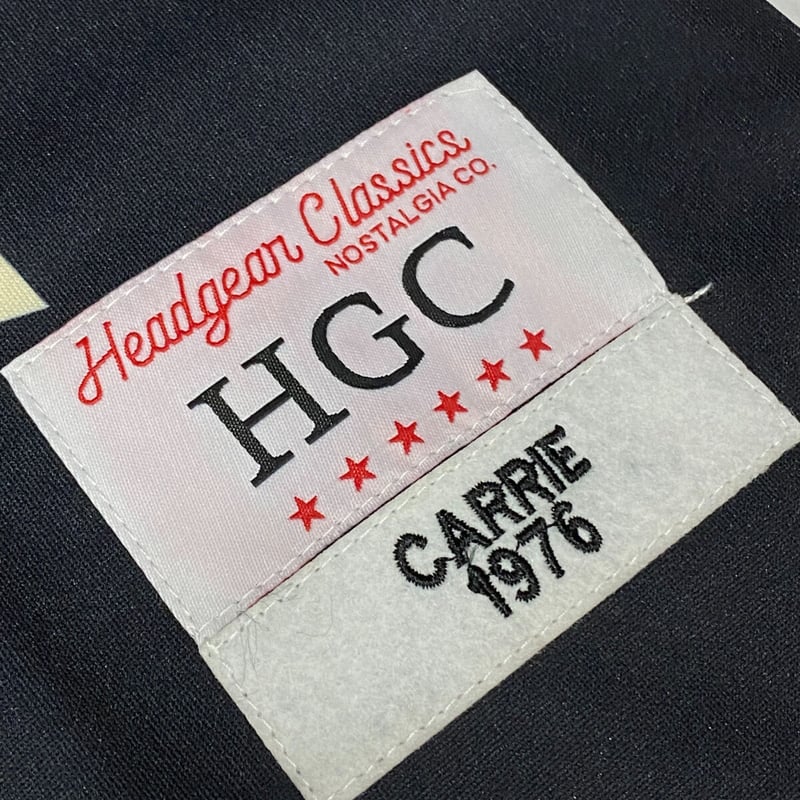 Headgear Classics
NOSTALGIA CO.
HGC
CARRIE
1976